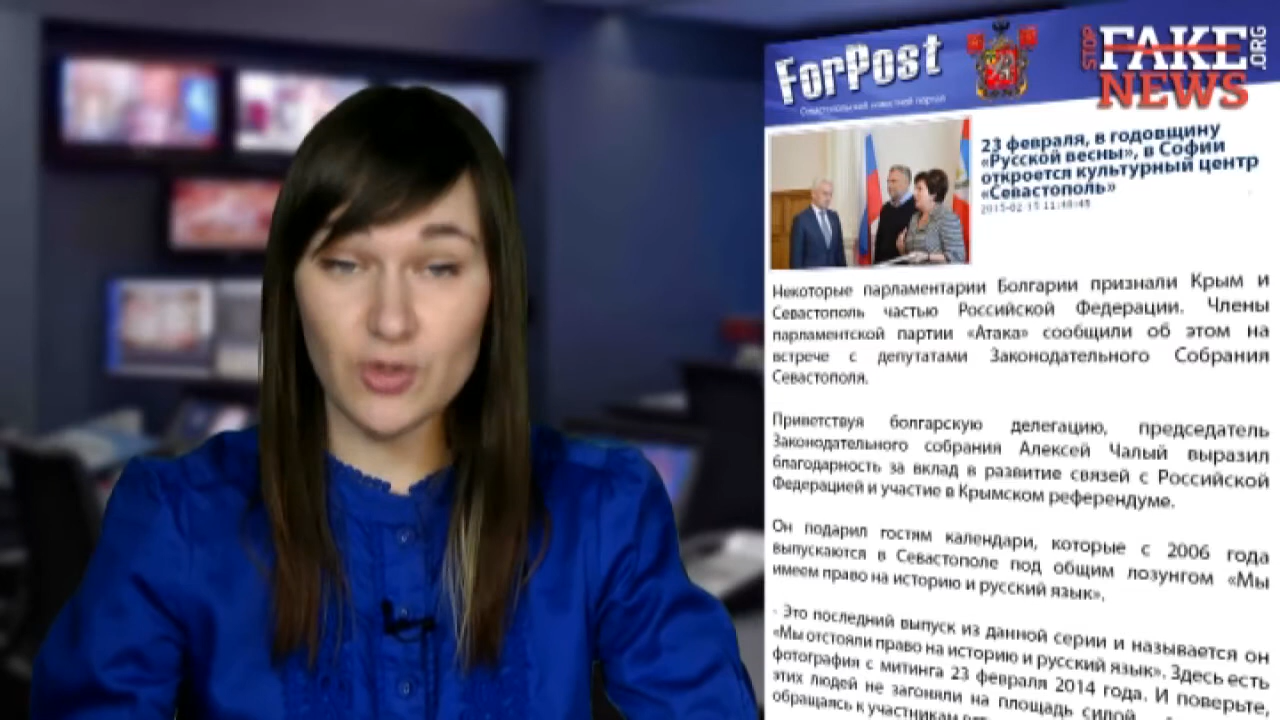 STOP
FAKE
NEWS
.ORG
ForPost
Севастопольский новостной портал
23 февраля, в годовщину
«Русской весны», в Софии
откроется культурный центр
«Севастополь»
Некоторые парламентарии Болгарии признали Крым и
Севастополь частью Российской Федерации. Члены
парламентской партии «Атака» сообщили об этом на
встрече с депутатами Законодательного Собрания
Севастополя.
Приветствуя болгарскую делегацию, председатель
Законодательного собрания Алексей Чалый выразил
благодарность за вклад в развитие связей с Российской
Федерацией и участие в Крымском референдуме.
Он подарил гостям календари, которые с 2006 года
выпускаются в Севастополе под общим лозунгом «Мы
имеем право на историю и русский язык».
- Это последний выпуск из данной серии и называется он
«Мы отстояли право на историю и русский язык». Здесь есть
фотография с митинга 23 февраля 2014 года. И поверьте,
этих людей не загоняли на площадь силой
обращаясь к участникам